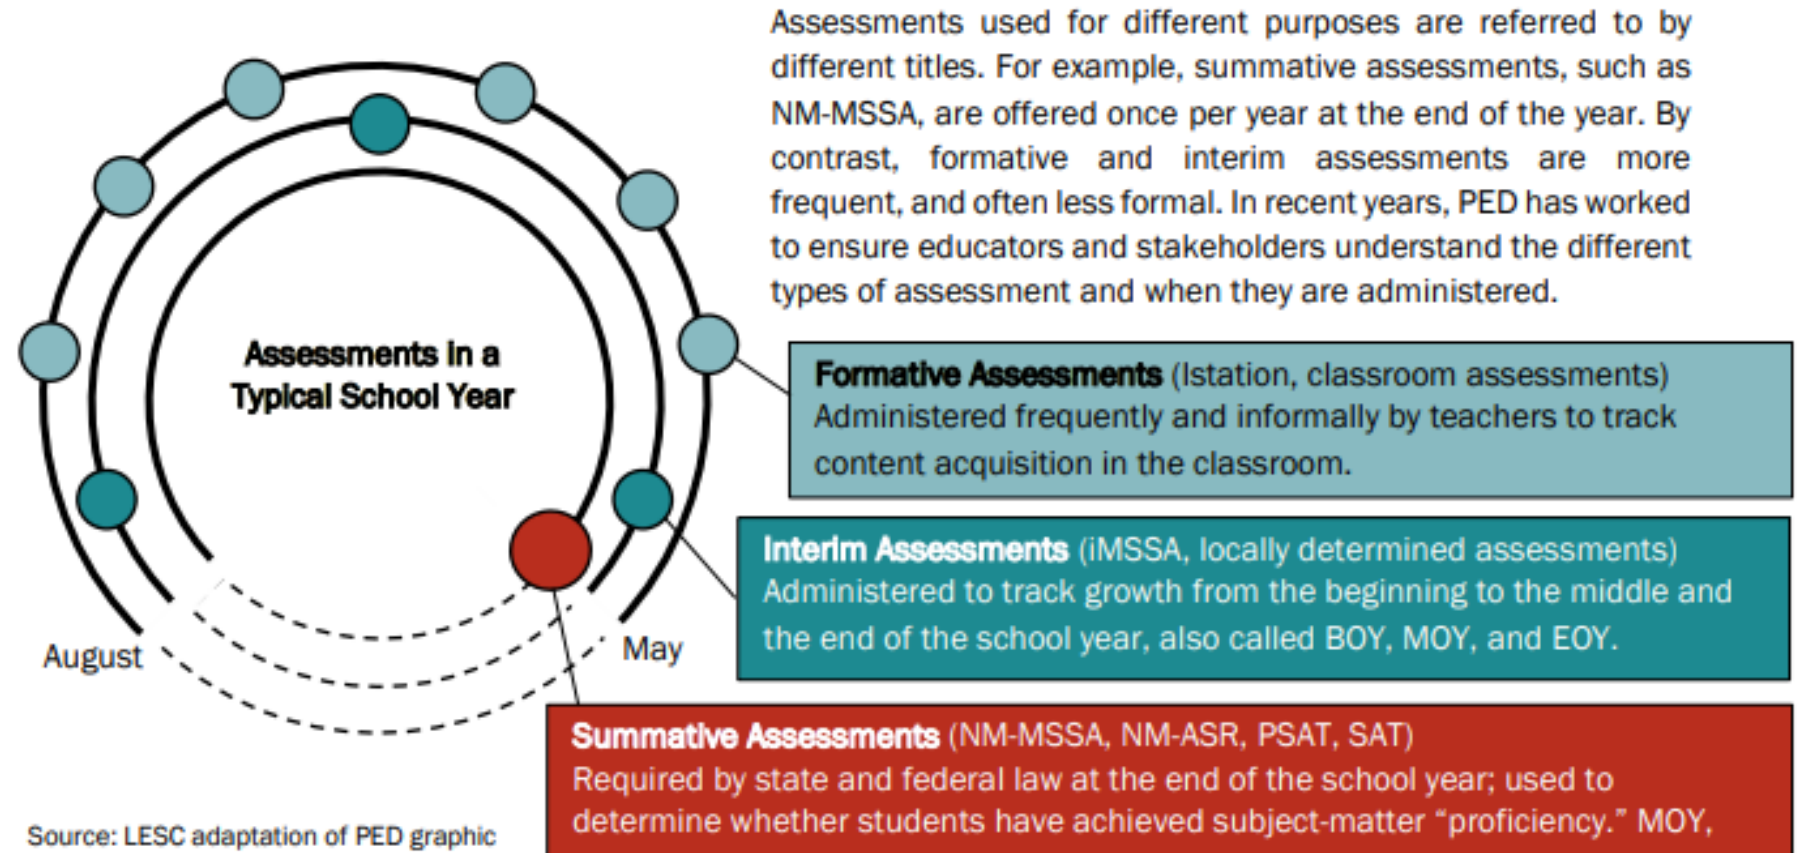 Assessments used for different purposes are referred to by
different titles. For example, summative assessments, such as
NM-MSSA, are offered once per year at the end of the year. By
contrast, formative and interim assessments are more
frequent, and often less formal. In recent years, PED has worked
to ensure educators and stakeholders understand the different
types of assessment and when they are administered.
Assessments in a
Typical School Year
August
May
Formative Assessments (Istation, classroom assessments)
Administered frequently and informally by teachers to track
content acquisition in the classroom.
Interim Assessments (iMSSA, locally determined assessments)
Administered to track growth from the beginning to the middle and
the end of the school year, also called BOY, MOY, and EOY.
Summative Assessments (NM-MSSA, NM-ASR, PSAT, SAT)
Required by state and federal law at the end of the school year; used to
determine whether students have achieved subject-matter “proficiency.” MOY,
Source: LESC adaptation of PED graphic